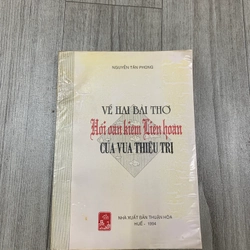 NGUYỄN TÂN PHONG
VỀ HAI BÀI THƠ
Hồi văn kiêm Liên hoàn
CỦA VUA THIỆU TRỊ
NHÀ XUẤT BẢN THUẬN HÓA
HUẾ - 1994